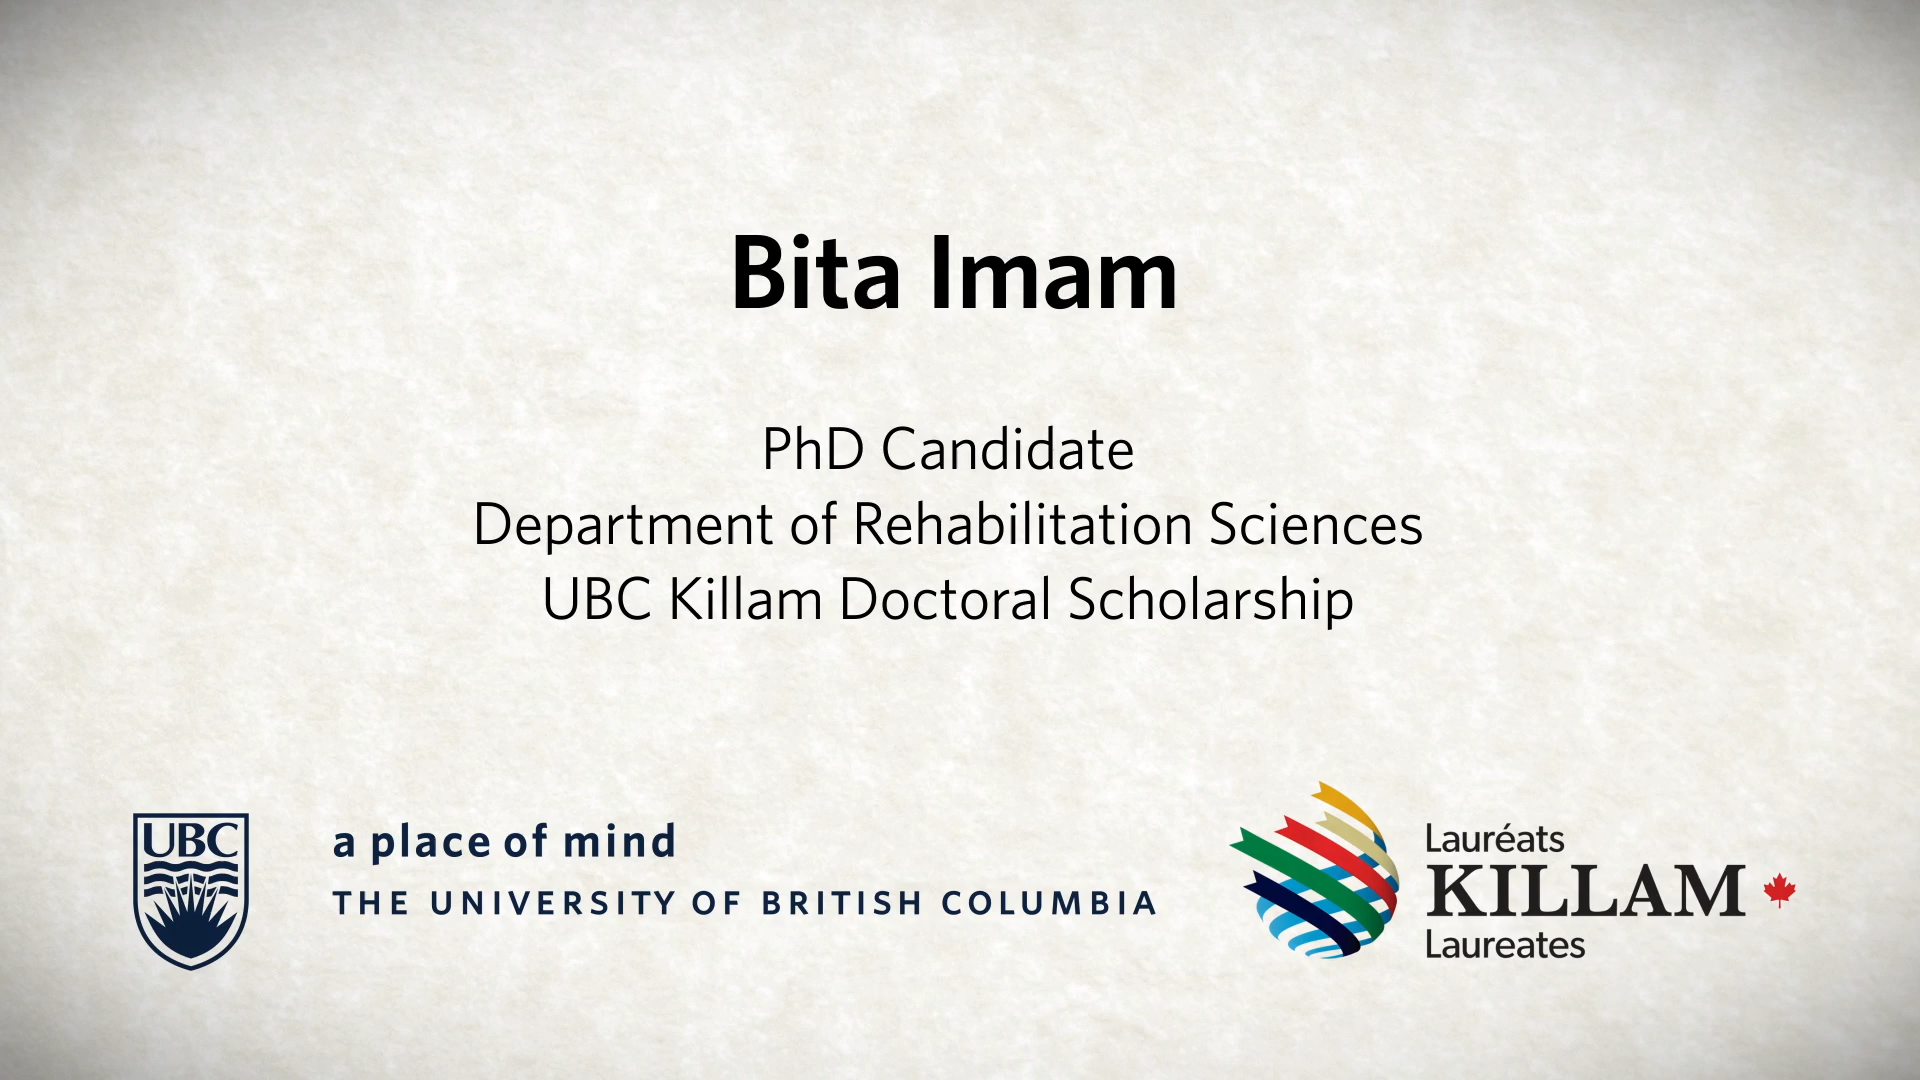 Bita Imam
PhD Candidate
Department of Rehabilitation Sciences
UBC Killam Doctoral Scholarship
UBC
a place of mind
THE UNIVERSITY OF BRITISH COLUMBIA
Lauréats
KILLAM
Laureates